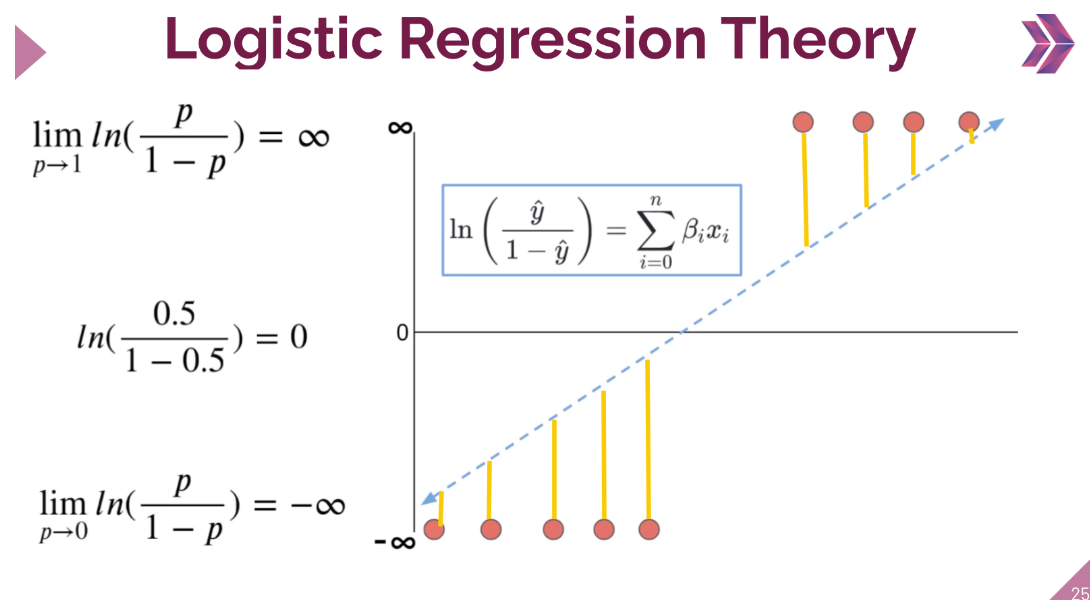 Logistic Regression Theory
lim ln(p/(1 − p)) = ∞
p→1
ln(0.5/(1 − 0.5)) = 0
lim ln(p/(1 − p)) = −∞
p→0
∞
ln(ŷ/(1 − ŷ)) = ∑ᵢ₌₀ⁿ βᵢxᵢ
0
-∞
25